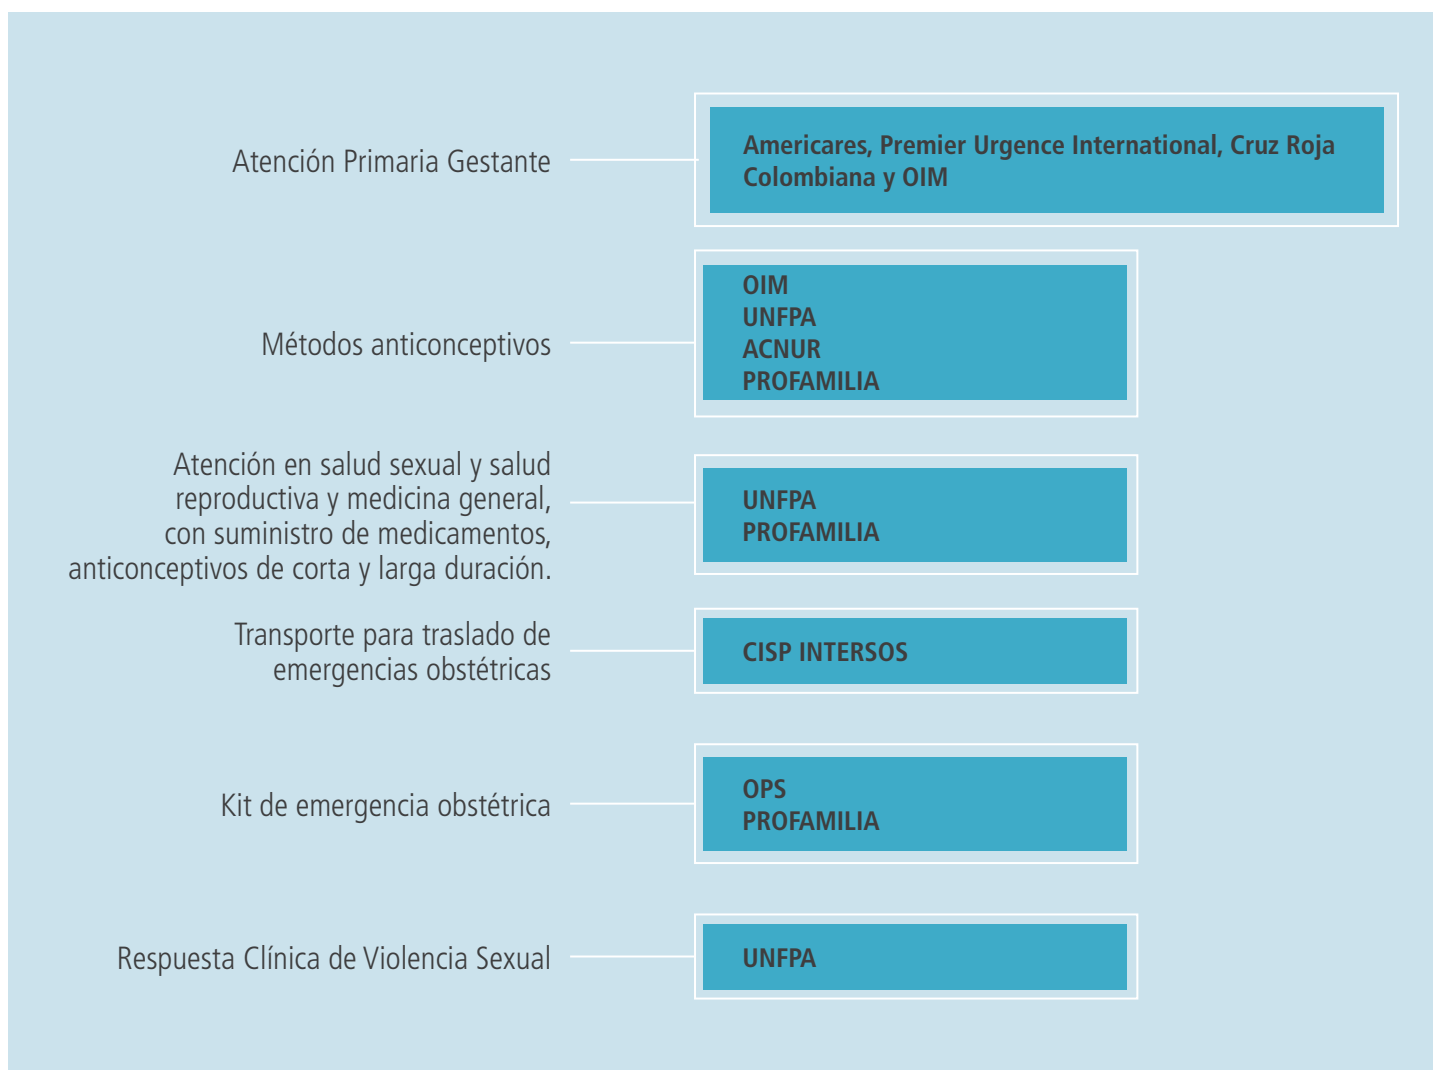 Atención Primaria Gestante
Americares, Premier Urgence International, Cruz Roja
Colombiana y OIM
Métodos anticonceptivos
OIM
UNFPA
ACNUR
PROFAMILIA
Atención en salud sexual y salud
reproductiva y medicina general,
con suministro de medicamentos,
anticonceptivos de corta y larga duración.
UNFPA
PROFAMILIA
Transporte para traslado de
emergencias obstétricas
CISP INTERSOS
Kit de emergencia obstétrica
OPS
PROFAMILIA
Respuesta Clínica de Violencia Sexual
UNFPA